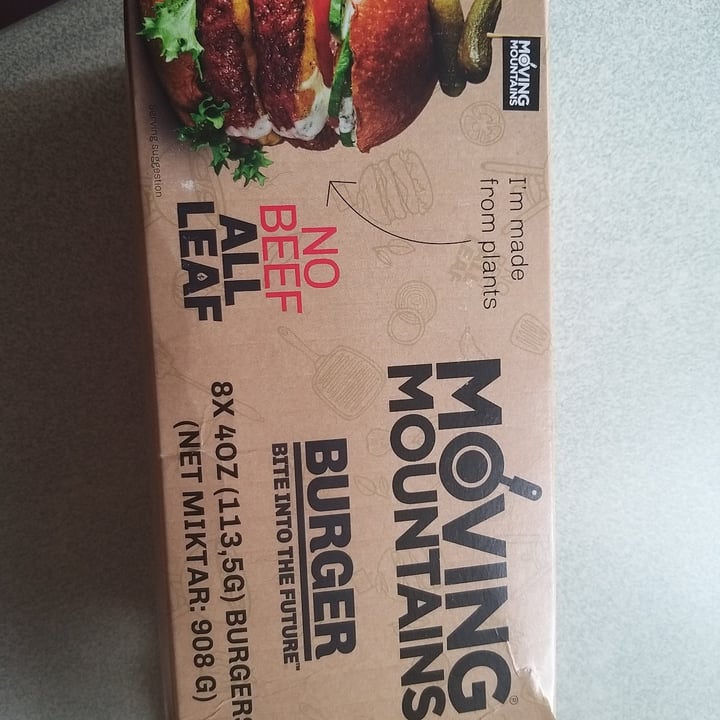 MOVING
MOUNTAINS
I'm made
from plants
NO
BEEF
ALL
LEAF
serving suggestion
MOVING
MOUNTAINS®
BURGER
BITE INTO THE FUTURE™
8X 4OZ (113,5G) BURGERS
(NET MIKTAR: 908 G)